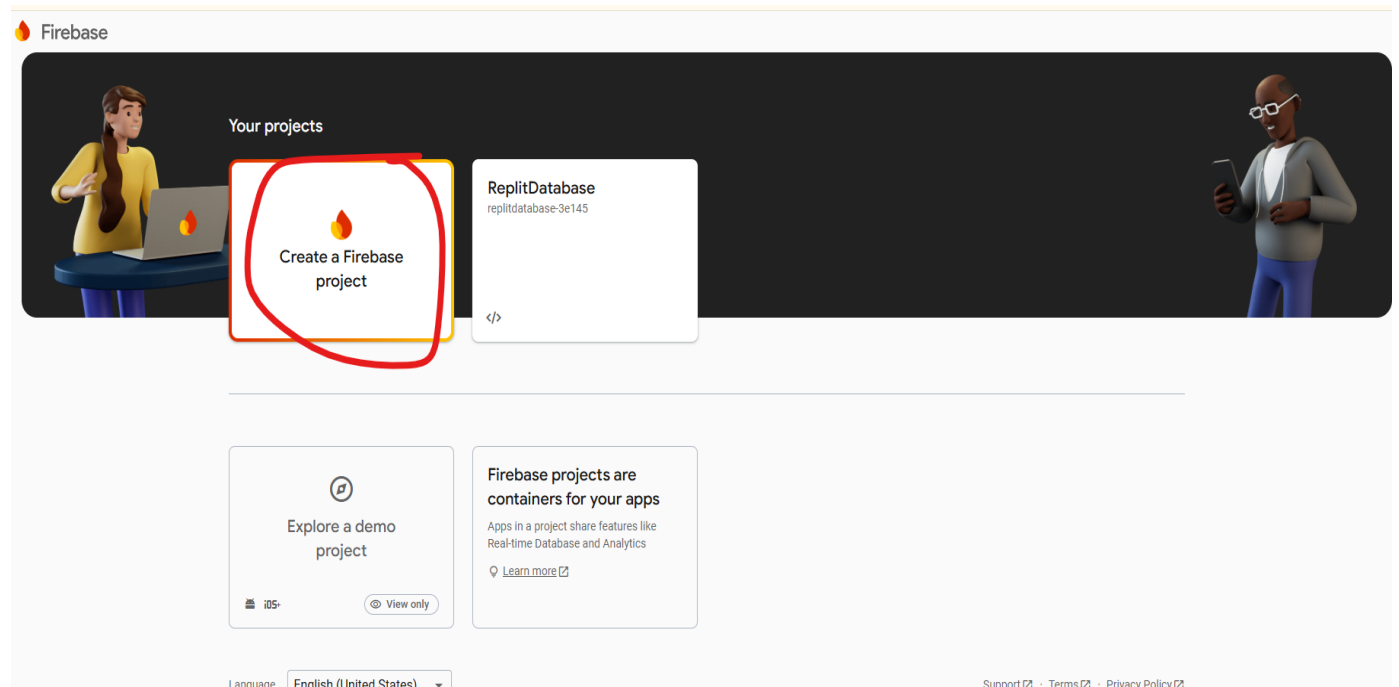 Firebase
Your projects
Create a Firebase
project
ReplitDatabase
replitdatabase-3e145
</>
Explore a demo
project
iOS+
View only
Firebase projects are
containers for your apps
Apps in a project share features like
Real-time Database and Analytics
Learn more
Language English (United States)
Support · Terms · Privacy Policy